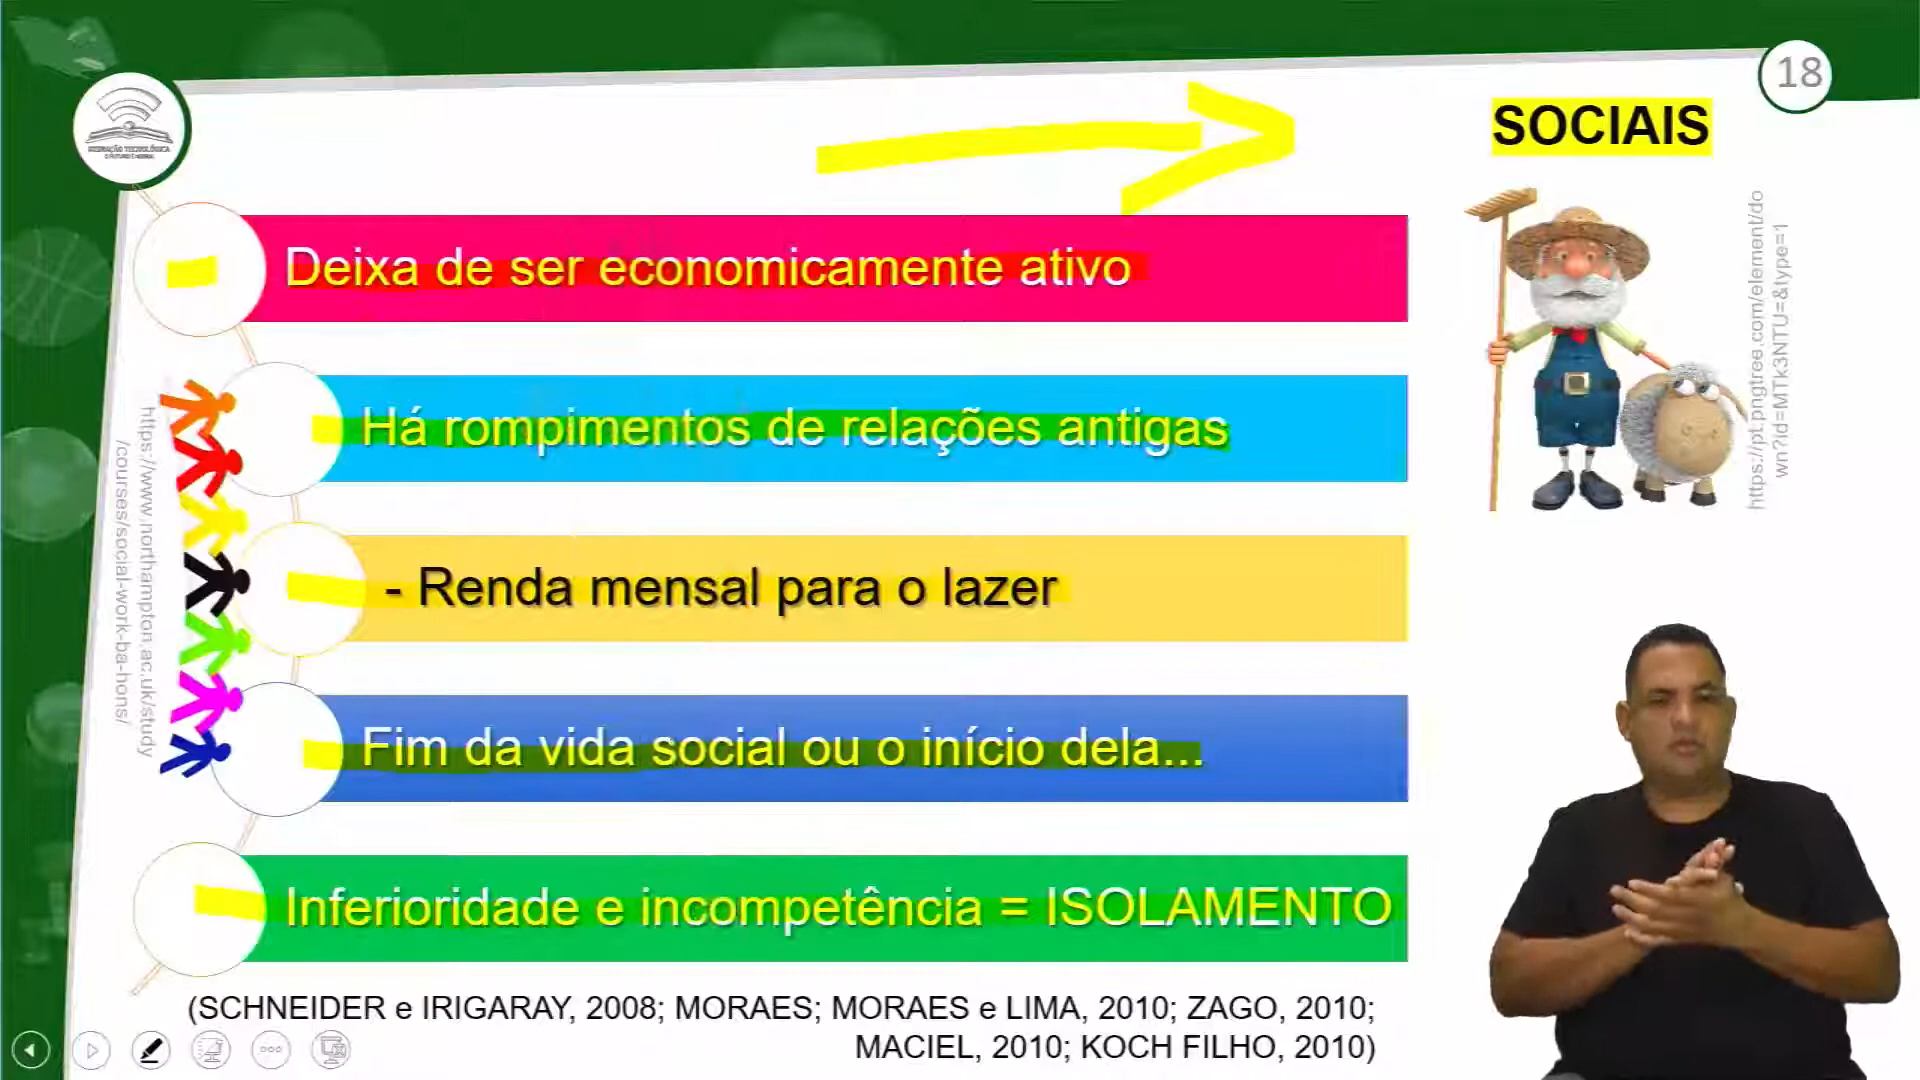 18
SOCIAIS
MEDIAÇÃO TECNOLÓGICA
Deixa de ser economicamente ativo
Há rompimentos de relações antigas
- Renda mensal para o lazer
Fim da vida social ou o início dela...
Inferioridade e incompetência = ISOLAMENTO
(SCHNEIDER e IRIGARAY, 2008; MORAES; MORAES e LIMA, 2010; ZAGO, 2010;
MACIEL, 2010; KOCH FILHO, 2010)
https://www.northampton.ac.uk/study
/courses/social-work-ba-hons/
https://pt.pngtree.com/element/do
wn?id=MTk3NTU=&type=1